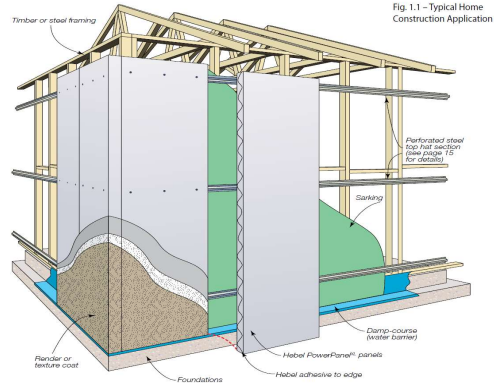 Fig. 1.1 – Typical Home
Construction Application
Timber or steel framing
Perforated steel
top hat section
(see page 15
for details)
Sarking
Damp-course
(water barrier)
Hebel PowerPanel panels
Hebel adhesive to edge
Foundations
Render or
texture coat